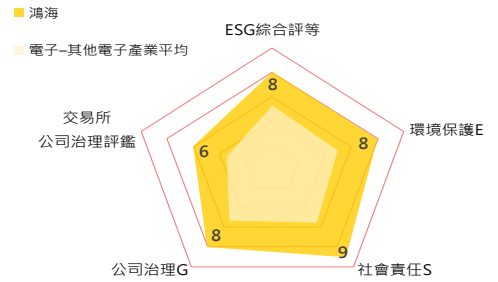 鴻海
電子–其他電子產業平均
ESG綜合評等
8
環境保護E
8
交易所
公司治理評鑑
6
8
9
公司治理G
社會責任S